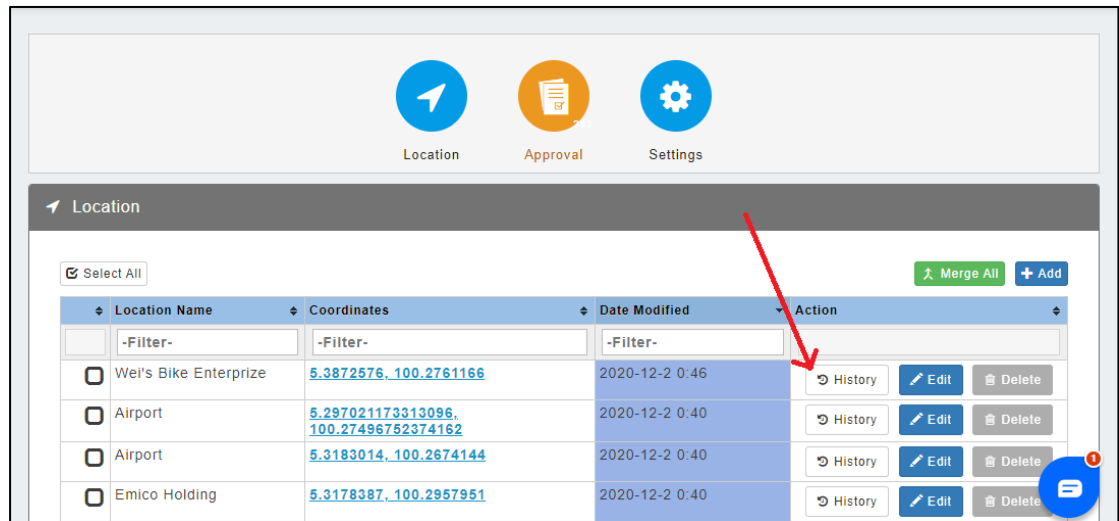 Location Approval Settings
Location
Select All Merge All + Add
Location Name Coordinates Date Modified Action
-Filter- -Filter- -Filter-
Wei's Bike Enterprize 5.3872576, 100.2761166 2020-12-2 0:46 History Edit Delete
Airport 5.297021173313096, 2020-12-2 0:40 History Edit Delete
100.27496752374162
Airport 5.3183014, 100.2674144 2020-12-2 0:40 History Edit Delete
1
Emico Holding 5.3178387, 100.2957951 2020-12-2 0:40 History Edit Delete